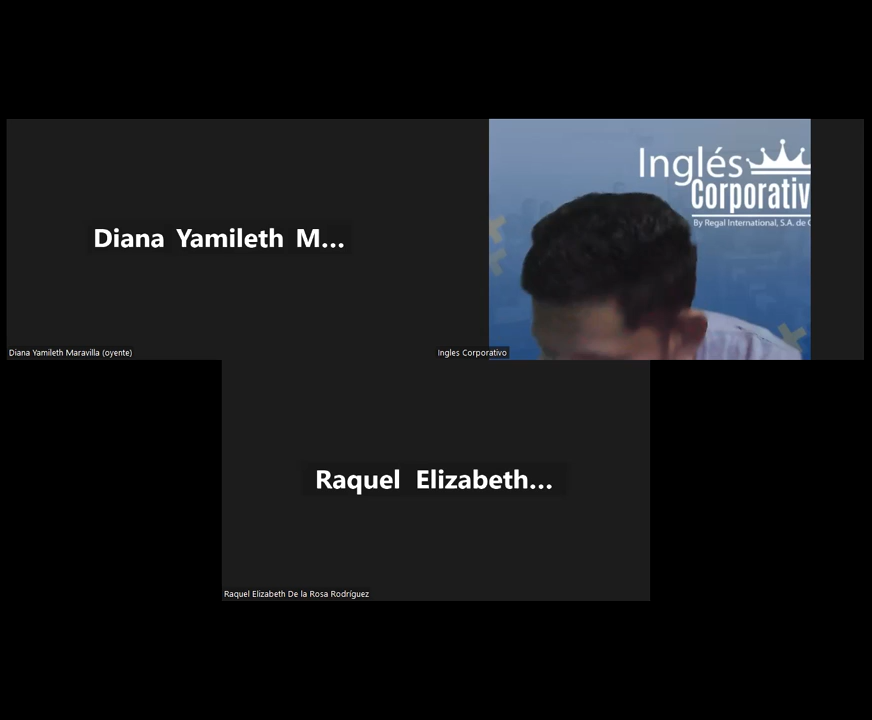 Diana Yamileth M...
Diana Yamileth Maravilla (oyente)
Inglés
Corporativ
By Regal International, S.A. de C
Ingles Corporativo
Raquel Elizabeth...
Raquel Elizabeth De la Rosa Rodríguez